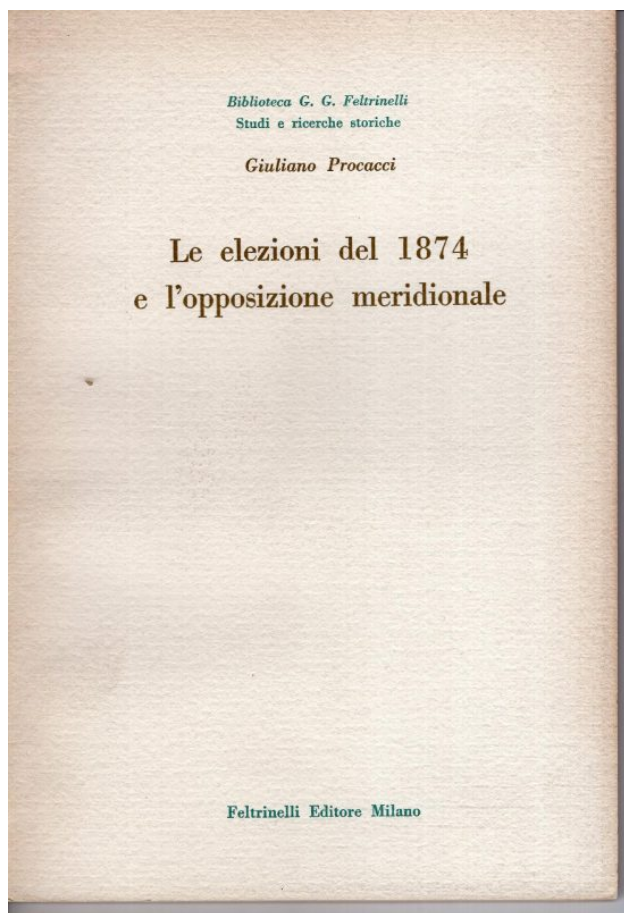 Biblioteca G. G. Feltrinelli
Studi e ricerche storiche
Giuliano Procacci
Le elezioni del 1874
e l'opposizione meridionale
Feltrinelli Editore Milano